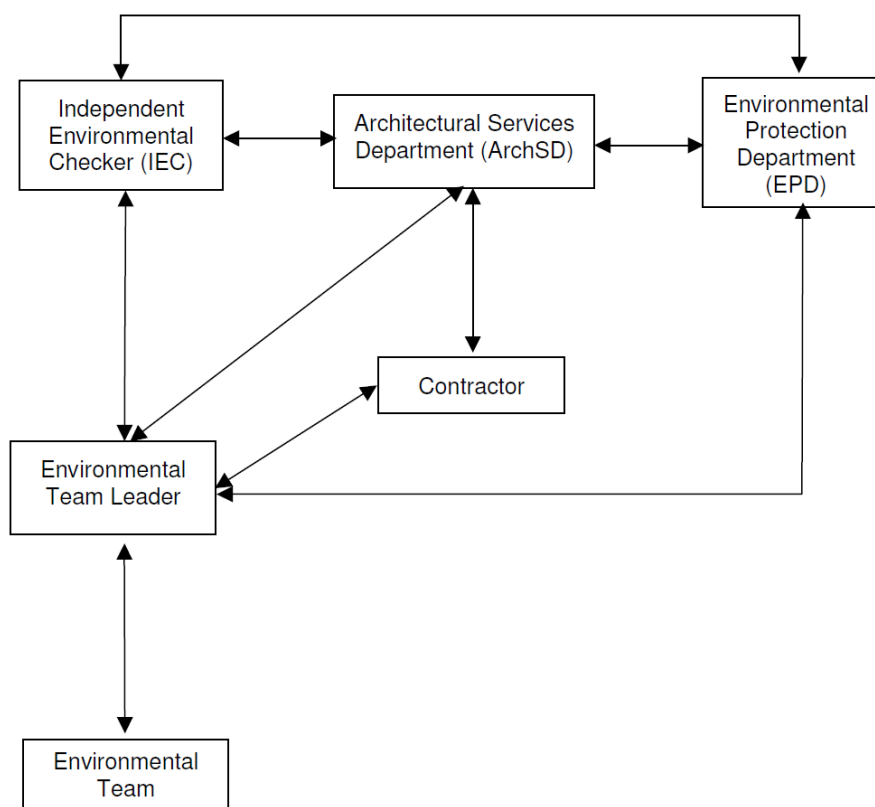 Independent
Environmental
Checker (IEC)
Architectural Services
Department (ArchSD)
Environmental
Protection
Department
(EPD)
Contractor
Environmental
Team Leader
Environmental
Team